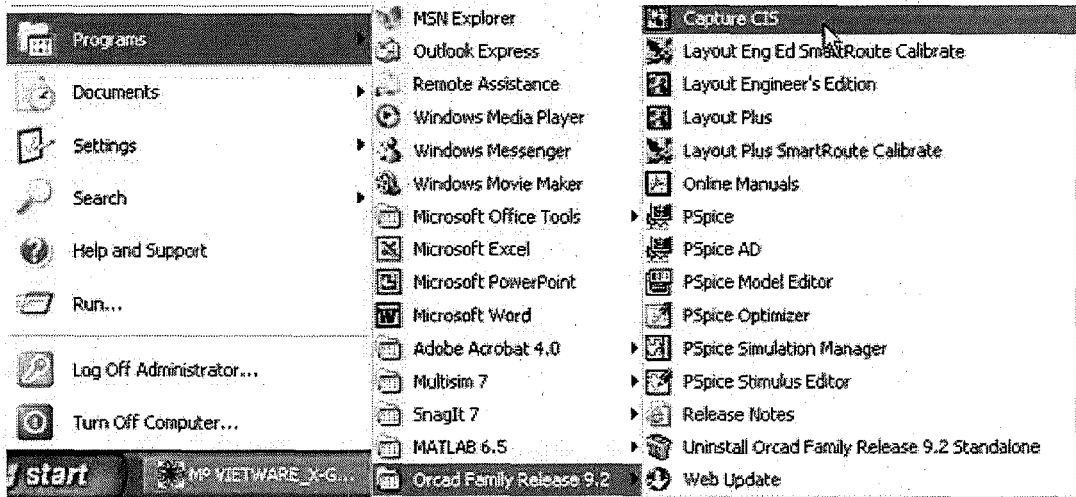 Programs
Documents
Settings
Search
Help and Support
Run...
Log Off Administrator...
Turn Off Computer...
start
MP VIETWARE_X-G...
MSN Explorer
Outlook Express
Remote Assistance
Windows Media Player
Windows Messenger
Windows Movie Maker
Microsoft Office Tools
Microsoft Excel
Microsoft PowerPoint
Microsoft Word
Adobe Acrobat 4.0
Multisim 7
SnagIt 7
MATLAB 6.5
Orcad Family Release 9.2
Capture CIS
Layout Eng Ed SmartRoute Calibrate
Layout Engineer's Edition
Layout Plus
Layout Plus SmartRoute Calibrate
Online Manuals
PSpice
PSpice AD
PSpice Model Editor
PSpice Optimizer
PSpice Simulation Manager
PSpice Stimulus Editor
Release Notes
Uninstall Orcad Family Release 9.2 Standalone
Web Update